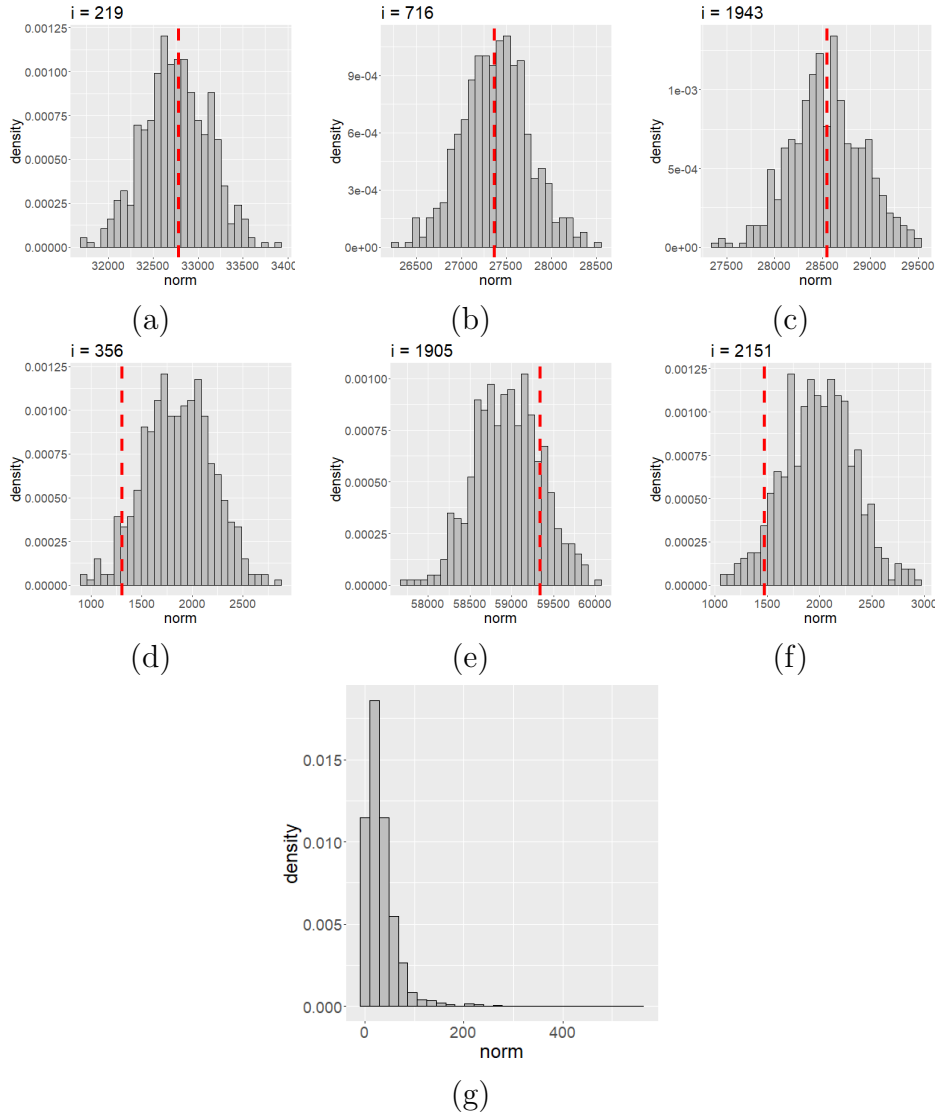 i = 219
i = 716
i = 1943
0.00125
0.00100
0.00075
0.00050
0.00025
0.00000
density
32000
32500
33000
33500
3400
norm
9e-04
6e-04
3e-04
0e+00
density
26500
27000
27500
28000
28500
norm
1e-03
5e-04
0e+00
density
27500
28000
28500
29000
29500
norm
(a)
(b)
(c)
i = 356
i = 1905
i = 2151
0.00125
0.00100
0.00075
0.00050
0.00025
0.00000
density
1000
1500
2000
2500
norm
0.00100
0.00075
0.00050
0.00025
0.00000
density
58000
58500
59000
59500
60000
norm
0.00125
0.00100
0.00075
0.00050
0.00025
0.00000
density
1000
1500
2000
2500
3000
norm
(d)
(e)
(f)
0.015
0.010
0.005
0.000
density
0
200
400
norm
(g)